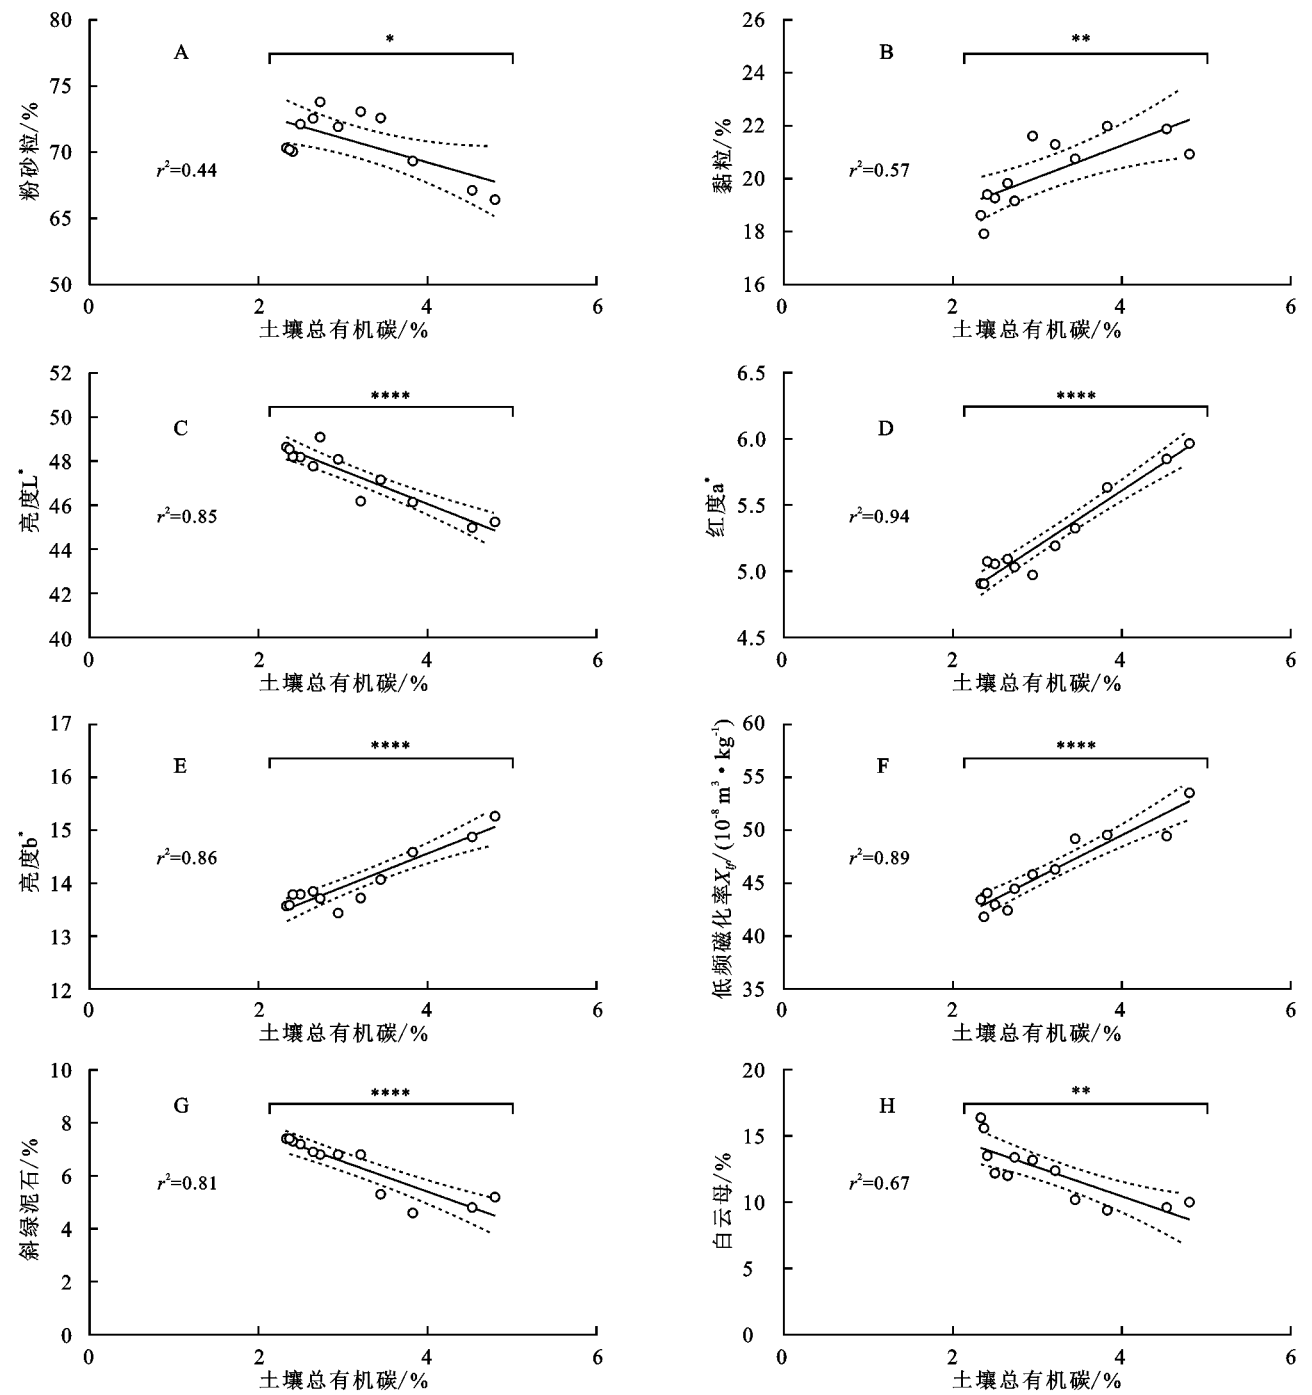 80
75
70
65
50
粉砂粒/%
A
*
r²=0.44
0 2 4 6
土壤总有机碳/%
26
24
22
20
18
16
黏粒/%
B
**
r²=0.57
0 2 4 6
土壤总有机碳/%
52
50
48
46
44
42
40
亮度L*
C
****
r²=0.85
0 2 4 6
土壤总有机碳/%
6.5
6.0
5.5
5.0
4.5
红度a*
D
****
r²=0.94
0 2 4 6
土壤总有机碳/%
17
16
15
14
13
12
亮度b*
E
****
r²=0.86
0 2 4 6
土壤总有机碳/%
60
55
50
45
40
35
低频磁化率X_lf/(10⁻⁸ m³·kg⁻¹)
F
****
r²=0.89
0 2 4 6
土壤总有机碳/%
10
8
6
4
2
0
斜绿泥石/%
G
****
r²=0.81
0 2 4 6
土壤总有机碳/%
20
15
10
5
0
白云母/%
H
**
r²=0.67
0 2 4 6
土壤总有机碳/%